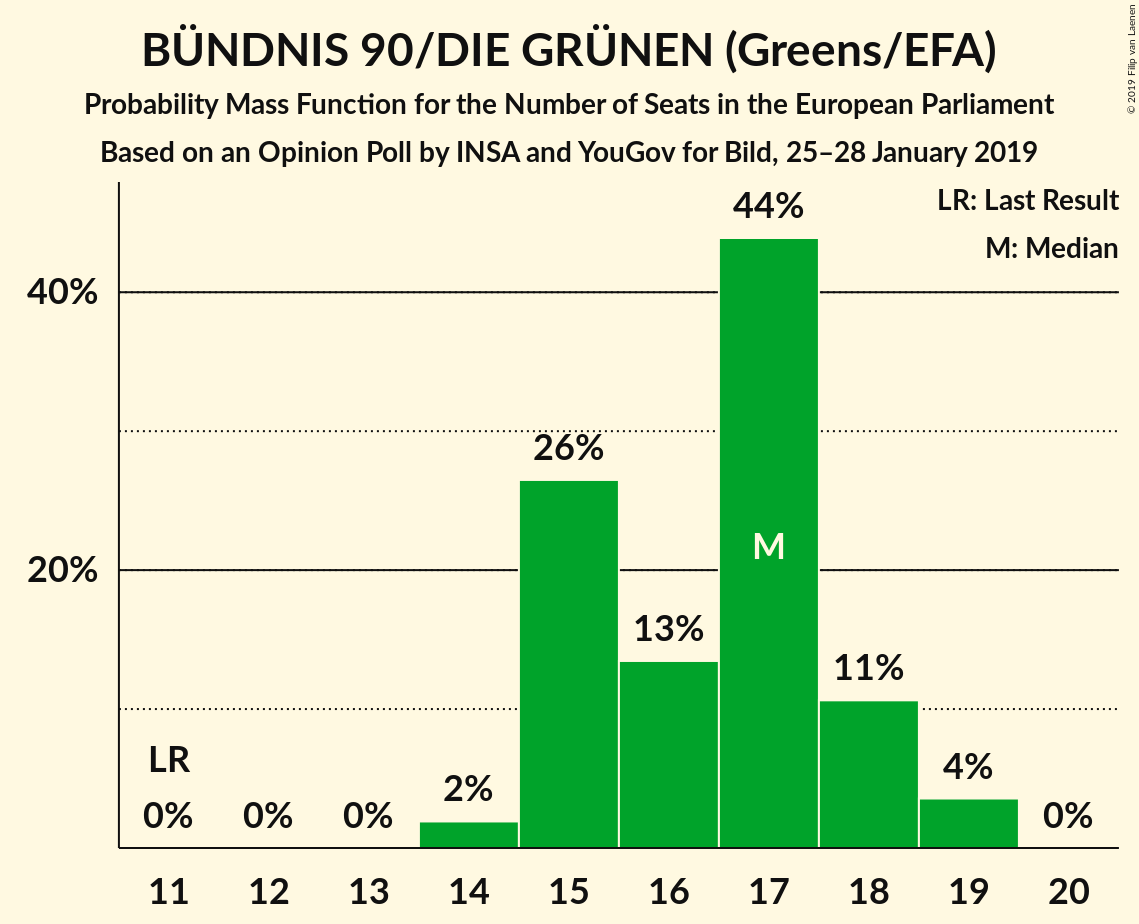 BÜNDNIS 90/DIE GRÜNEN (Greens/EFA)
Probability Mass Function for the Number of Seats in the European Parliament
Based on an Opinion Poll by INSA and YouGov for Bild, 25–28 January 2019
© 2019 Filip van Laenen
LR: Last Result
M: Median
44%
40%
26%
M
20%
13%
11%
LR
4%
2%
0% 0% 0% 0%
11 12 13 14 15 16 17 18 19 20